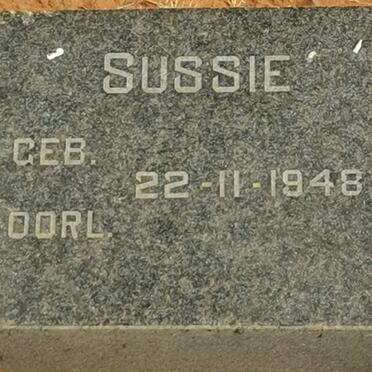 SUSSIE
GEB.
22-11-1948
OORL.